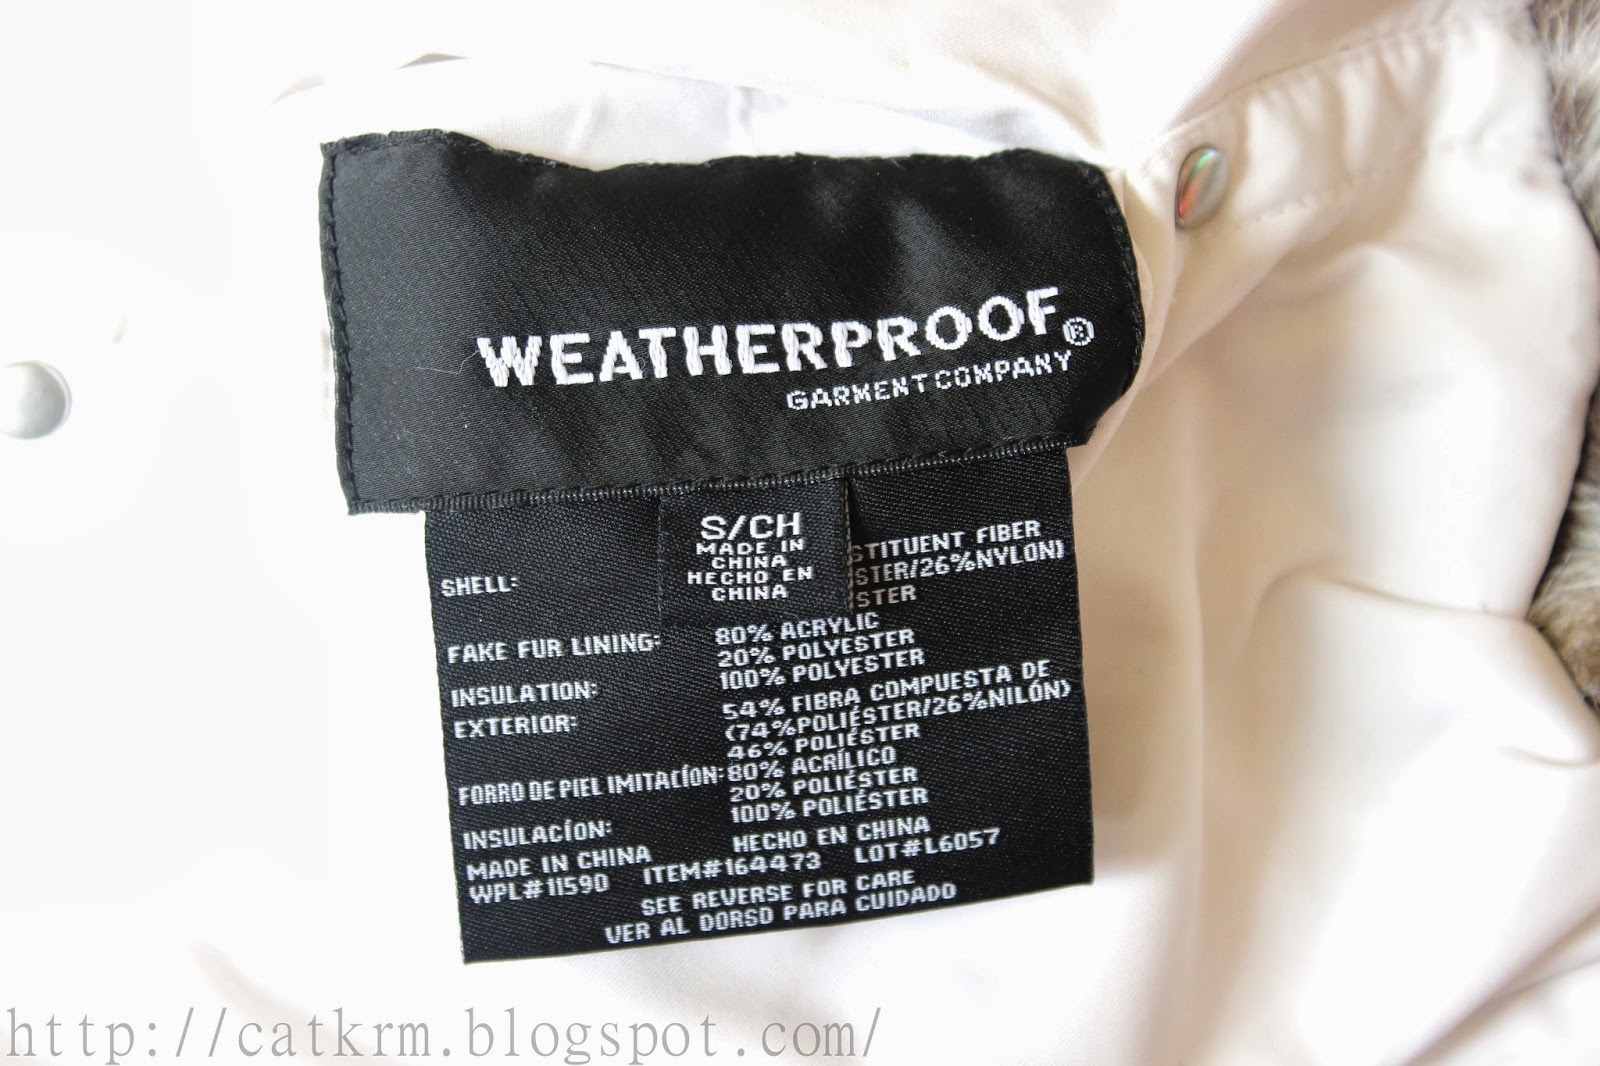 WEATHERPROOF®
GARMENT COMPANY
S/CH
MADE IN
CHINA
HECHO EN
CHINA
STITUENT FIBER
STER/26%NYLON)
STER
SHELL:
FAKE FUR LINING: 80% ACRYLIC
20% POLYESTER
INSULATION: 100% POLYESTER
EXTERIOR: 54% FIBRA COMPUESTA DE
(74%POLIÉSTER/26%NILÓN)
46% POLIÉSTER
FORRO DE PIEL IMITACÍON: 80% ACRÍLICO
20% POLIÉSTER
INSULACÍON: 100% POLIÉSTER
MADE IN CHINA HECHO EN CHINA
WPL#11590 ITEM#164473 LOT#L6057
SEE REVERSE FOR CARE
VER AL DORSO PARA CUIDADO
http://catkrm.blogspot.com/